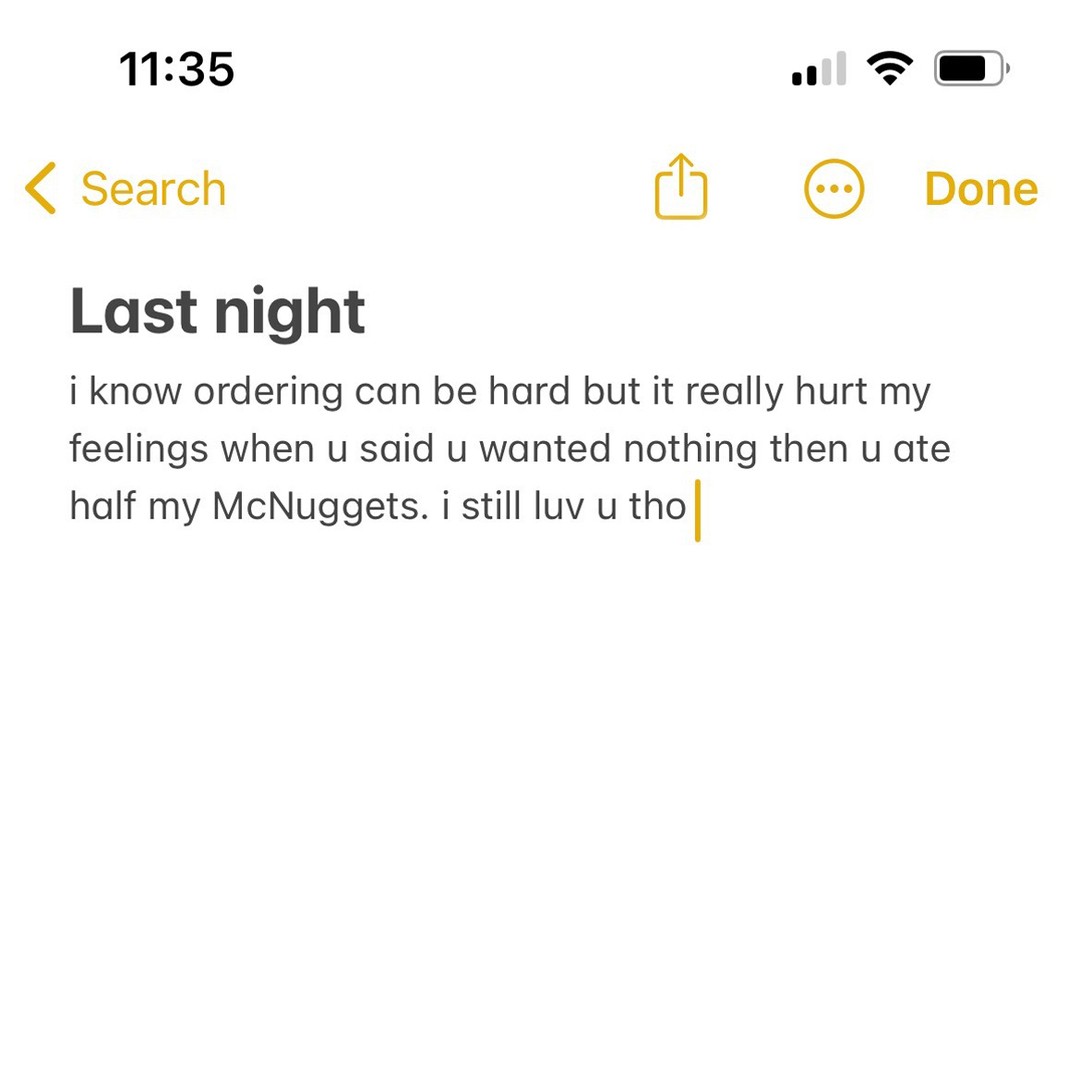 11:35
Search
Done
Last night
i know ordering can be hard but it really hurt my
feelings when u said u wanted nothing then u ate
half my McNuggets. i still luv u tho